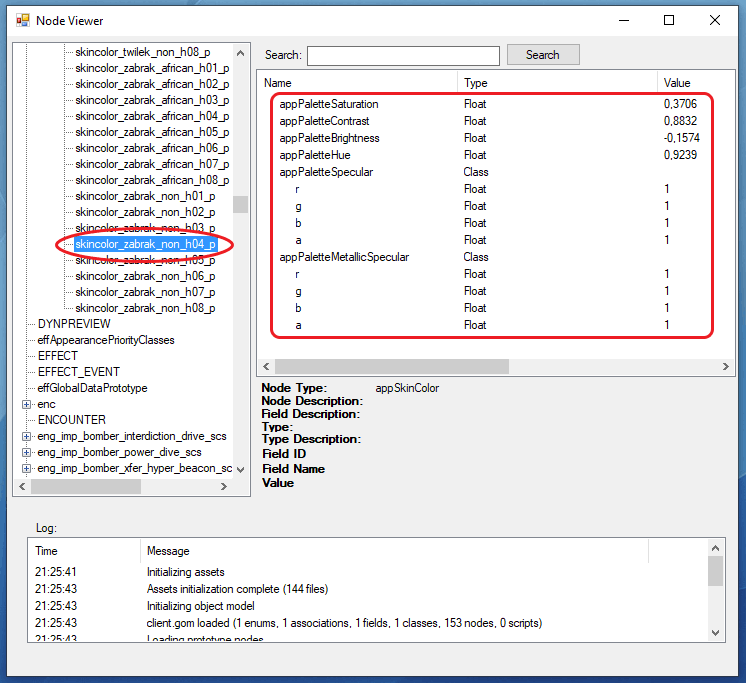 Node Viewer
skincolor_twilek_non_h08_p
skincolor_zabrak_african_h01_p
skincolor_zabrak_african_h02_p
skincolor_zabrak_african_h03_p
skincolor_zabrak_african_h04_p
skincolor_zabrak_african_h05_p
skincolor_zabrak_african_h06_p
skincolor_zabrak_african_h07_p
skincolor_zabrak_african_h08_p
skincolor_zabrak_non_h01_p
skincolor_zabrak_non_h02_p
skincolor_zabrak_non_h03_p
skincolor_zabrak_non_h04_p
skincolor_zabrak_non_h05_p
skincolor_zabrak_non_h06_p
skincolor_zabrak_non_h07_p
skincolor_zabrak_non_h08_p
DYNPREVIEW
effAppearancePriorityClasses
EFFECT
EFFECT_EVENT
effGlobalDataPrototype
enc
ENCOUNTER
eng_imp_bomber_interdiction_drive_scs
eng_imp_bomber_power_dive_scs
eng_imp_bomber_xfer_hyper_beacon_sc
Search: Search
Name Type Value
appPaletteSaturation Float 0,3706
appPaletteContrast Float 0,8832
appPaletteBrightness Float -0,1574
appPaletteHue Float 0,9239
appPaletteSpecular Class
r Float 1
g Float 1
b Float 1
a Float 1
appPaletteMetallicSpecular Class
r Float 1
g Float 1
b Float 1
a Float 1
Node Type: appSkinColor
Node Description:
Field Description:
Type:
Type Description:
Field ID
Field Name
Value
Log:
Time Message
21:25:41 Initializing assets
21:25:43 Assets initialization complete (144 files)
21:25:43 Initializing object model
21:25:43 client.gom loaded (1 enums, 1 associations, 1 fields, 1 classes, 153 nodes, 0 scripts)
21:25:43 Loading prototype nodes